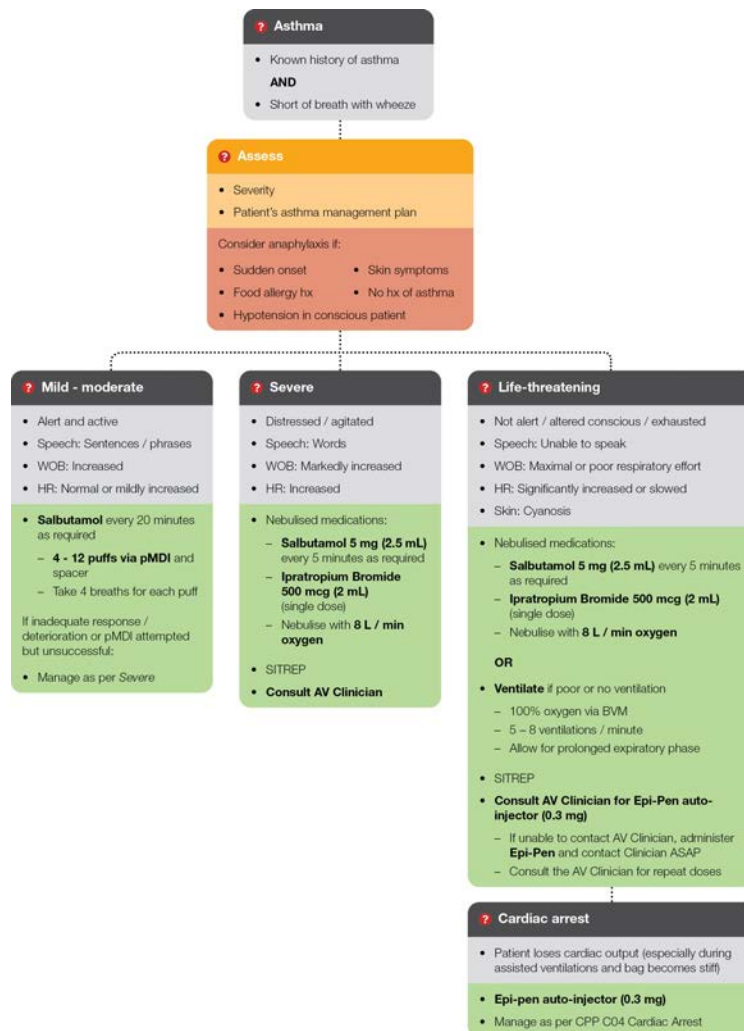 ? Asthma
• Known history of asthma
AND
• Short of breath with wheeze
? Assess
• Severity
• Patient's asthma management plan
Consider anaphylaxis if:
• Sudden onset
• Skin symptoms
• Food allergy hx
• No hx of asthma
• Hypotension in conscious patient
? Mild - moderate
• Alert and active
• Speech: Sentences / phrases
• WOB: Increased
• HR: Normal or mildly increased
• Salbutamol every 20 minutes
as required
– 4 - 12 puffs via pMDI and
spacer
– Take 4 breaths for each puff
If inadequate response /
deterioration or pMDI attempted
but unsuccessful:
• Manage as per Severe
? Severe
• Distressed / agitated
• Speech: Words
• WOB: Markedly increased
• HR: Increased
• Nebulised medications:
– Salbutamol 5 mg (2.5 mL)
every 5 minutes as required
– Ipratropium Bromide
500 mcg (2 mL)
(single dose)
– Nebulise with 8 L / min
oxygen
• SITREP
• Consult AV Clinician
? Life-threatening
• Not alert / altered conscious / exhausted
• Speech: Unable to speak
• WOB: Maximal or poor respiratory effort
• HR: Significantly increased or slowed
• Skin: Cyanosis
• Nebulised medications:
– Salbutamol 5 mg (2.5 mL) every 5 minutes
as required
– Ipratropium Bromide 500 mcg (2 mL)
(single dose)
– Nebulise with 8 L / min oxygen
OR
• Ventilate if poor or no ventilation
– 100% oxygen via BVM
– 5 – 8 ventilations / minute
– Allow for prolonged expiratory phase
• SITREP
• Consult AV Clinician for Epi-Pen auto-
injector (0.3 mg)
– If unable to contact AV Clinician, administer
Epi-Pen and contact Clinician ASAP
– Consult the AV Clinician for repeat doses
? Cardiac arrest
• Patient loses cardiac output (especially during
assisted ventilations and bag becomes stiff)
• Epi-pen auto-injector (0.3 mg)
• Manage as per CPP C04 Cardiac Arrest